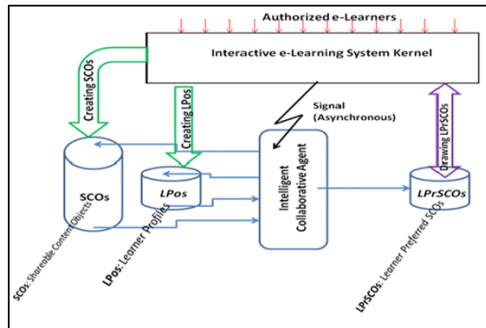 Authorized e-Learners
Interactive e-Learning System Kernel
Creating SCOs
Creating LPos
Signal
(Asynchronous)
Drawing LPrSCOs
SCOs
LPos
Intelligent
Collaborative Agent
LPrSCOs
SCOs: Shareable Content Objects
LPos: Learner Profiles
LPrSCOs: Learner Preferred SCOs